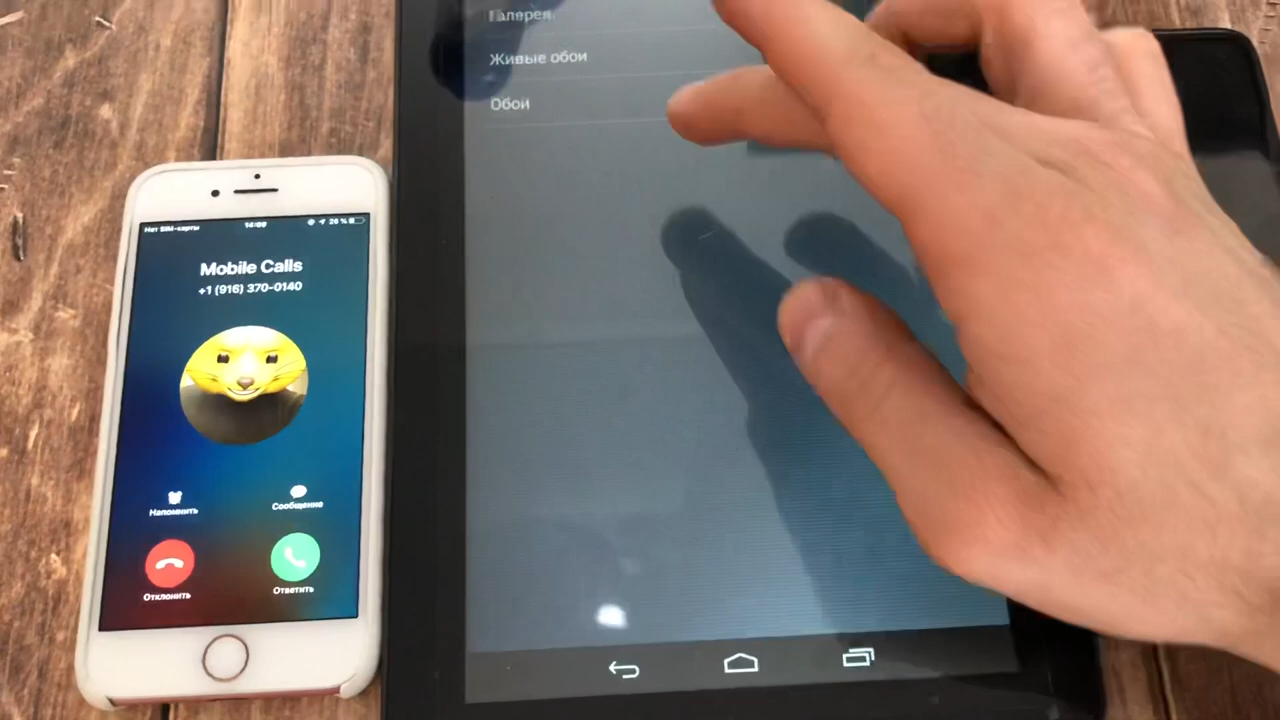 Галерея
Живые обои
Обои
Нет SIM-карты 14:09 26 %
Mobile Calls
+1 (916) 370-0140
Напомнить Сообщение
Отклонить Ответить